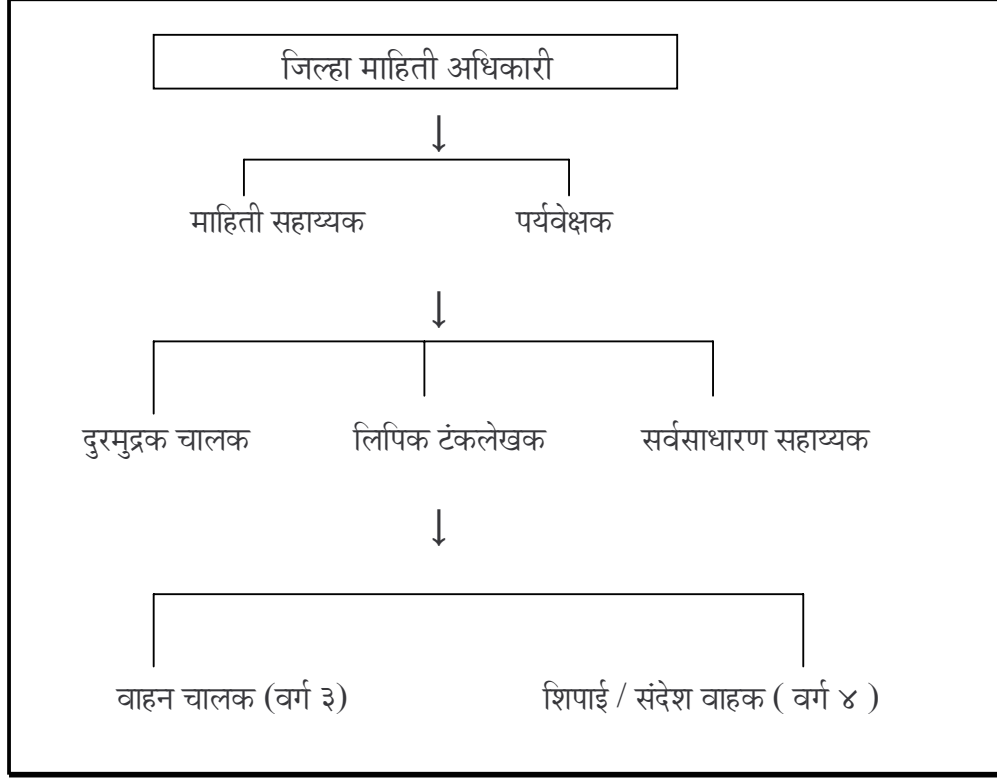 जिल्हा माहिती अधिकारी
माहिती सहाय्यक पर्यवेक्षक
दुरमुद्रक चालक लिपिक टंकलेखक सर्वसाधारण सहाय्यक
वाहन चालक (वर्ग ३) शिपाई / संदेश वाहक ( वर्ग ४ )